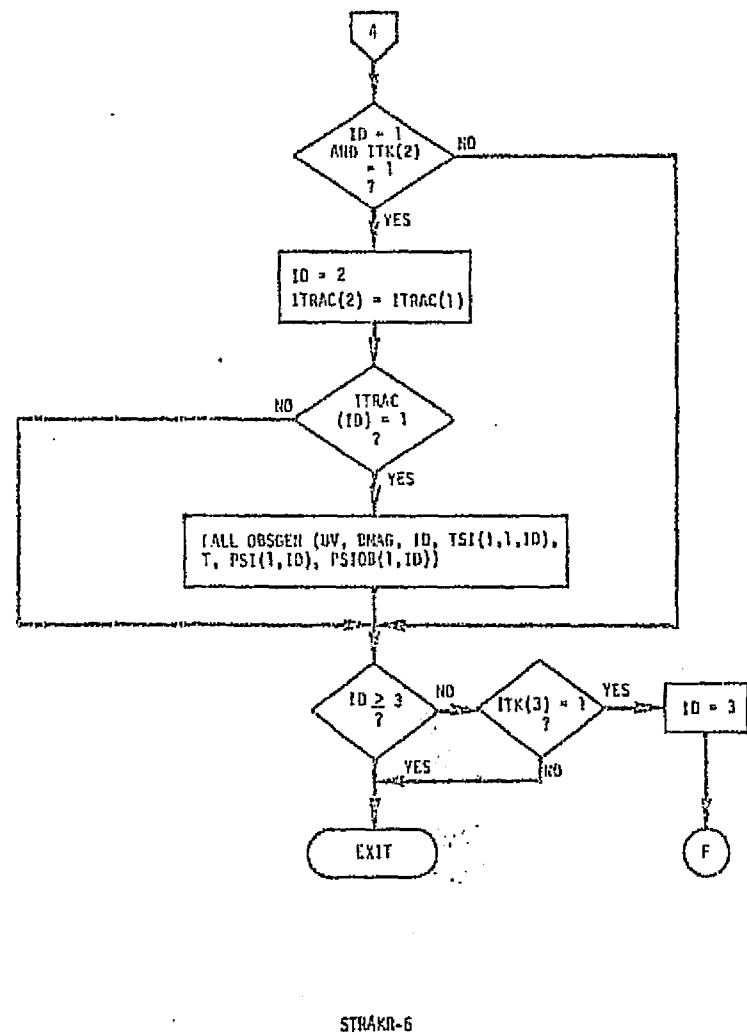 4
ID = 1
AND ITK(2)
= 1
?
NO
YES
ID = 2
ITRAC(2) = ITRAC(1)
NO
ITRAC
(ID) = 1
?
YES
CALL OBSGEN (UV, DMAG, ID, TSI(1,1,ID),
T, PSI(1,ID), PSIOB(1,ID))
ID ≥ 3
?
NO
ITK(3) = 1
?
YES
ID = 3
YES
NO
EXIT
F
STRAKR-6